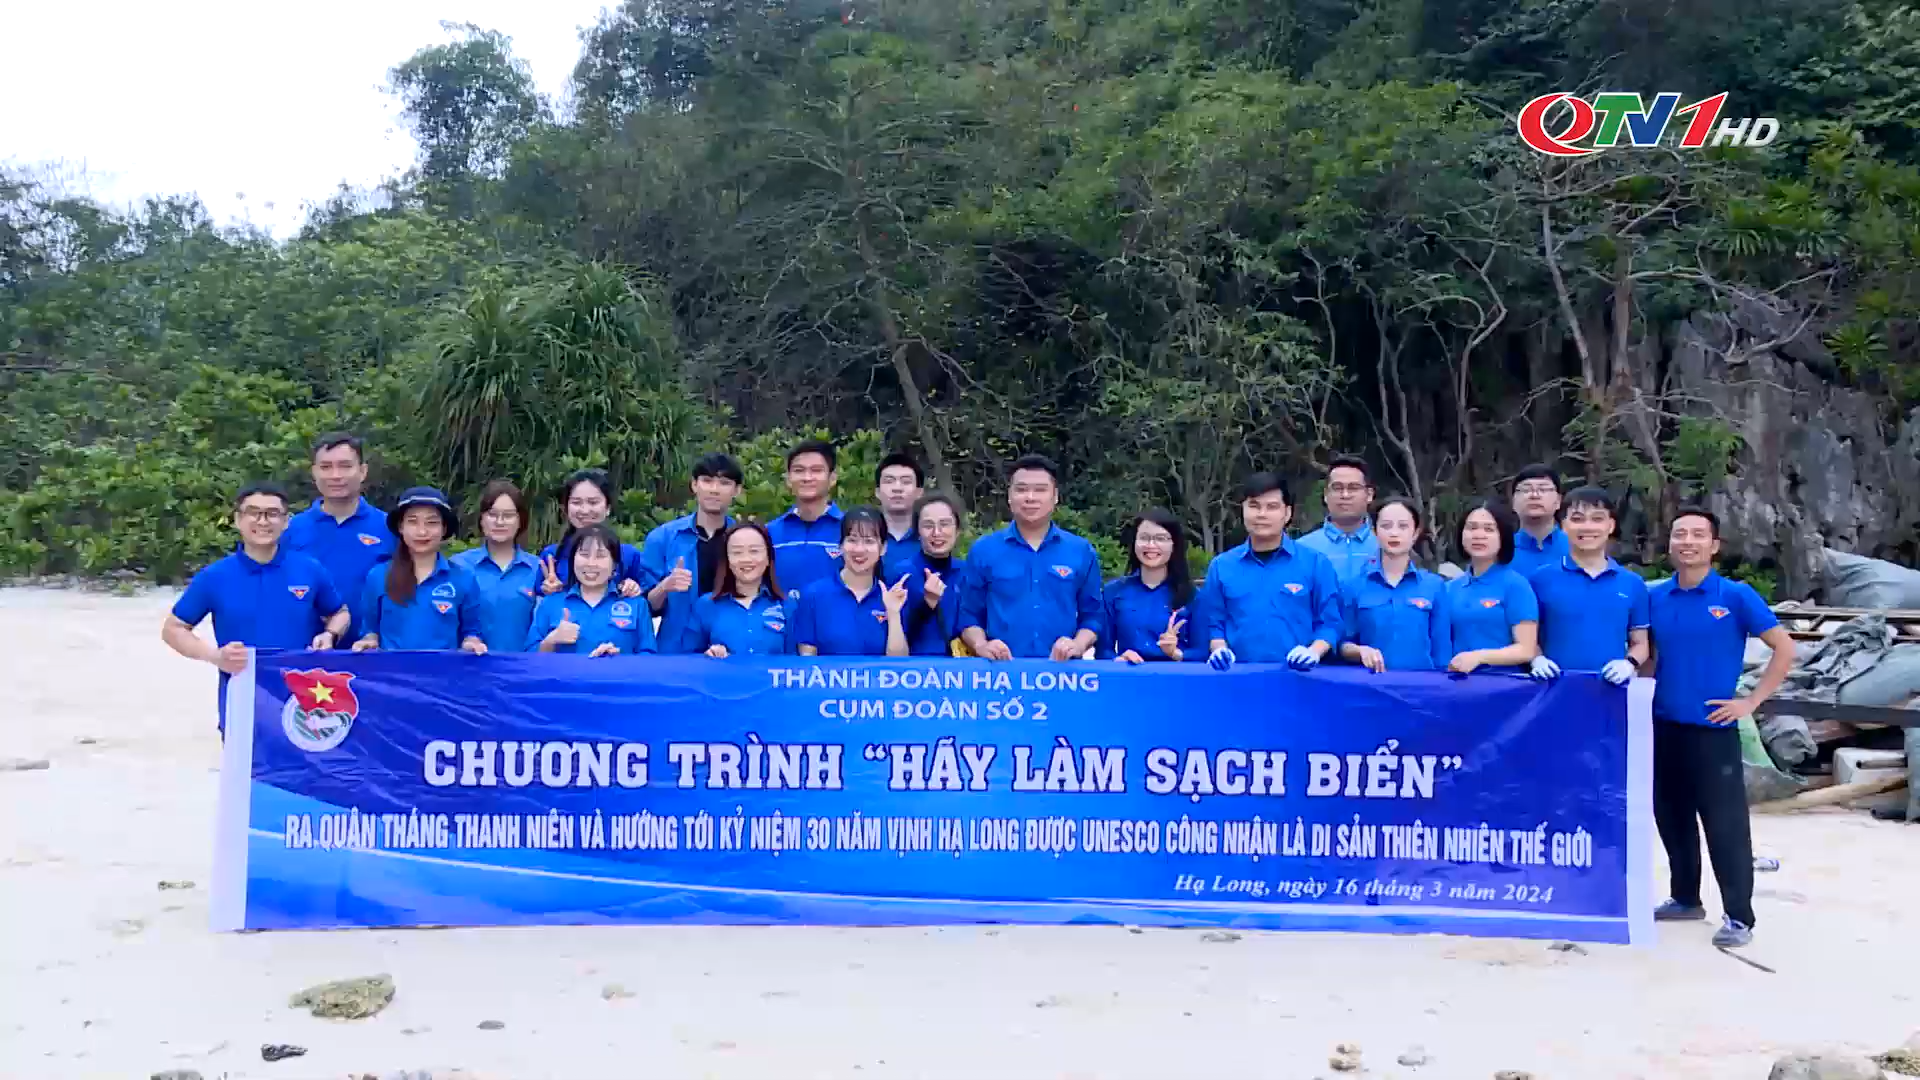 QTV1HD
THÀNH ĐOÀN HẠ LONG
CỤM ĐOÀN SỐ 2
CHƯƠNG TRÌNH “HÃY LÀM SẠCH BIỂN”
RA QUÂN THÁNG THANH NIÊN VÀ HƯỚNG TỚI KỶ NIỆM 30 NĂM VỊNH HẠ LONG ĐƯỢC UNESCO CÔNG NHẬN LÀ DI SẢN THIÊN NHIÊN THẾ GIỚI
Hạ Long, ngày 16 tháng 3 năm 2024